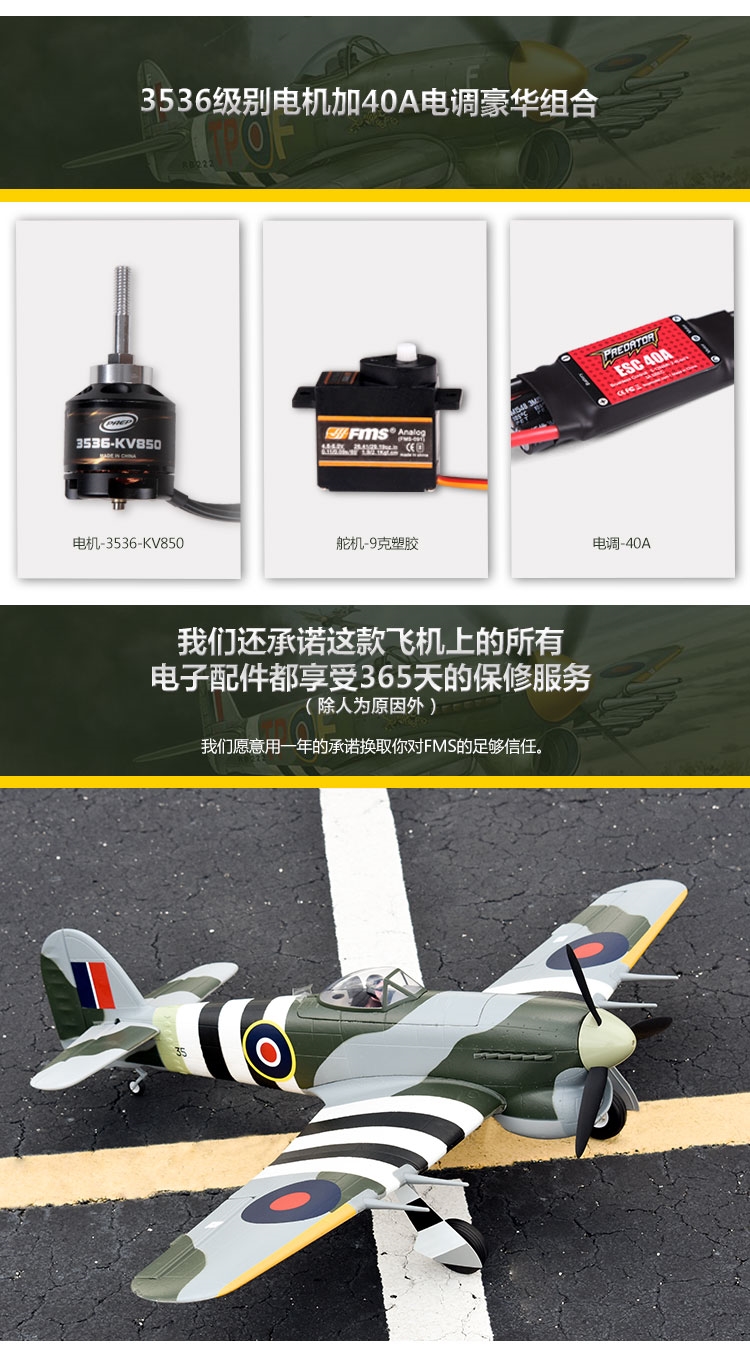 3536级别电机加40A电调豪华组合
TP F
RB222
PAEP
3536-KV850
MADE IN CHINA
FMS® Analog
(FMS-091)
PREDATOR
ESC 40A
电机-3536-KV850
舵机-9克塑胶
电调-40A
我们还承诺这款飞机上的所有
电子配件都享受365天的保修服务
（除人为原因外）
我们愿意用一年的承诺换取你对FMS的足够信任。
35